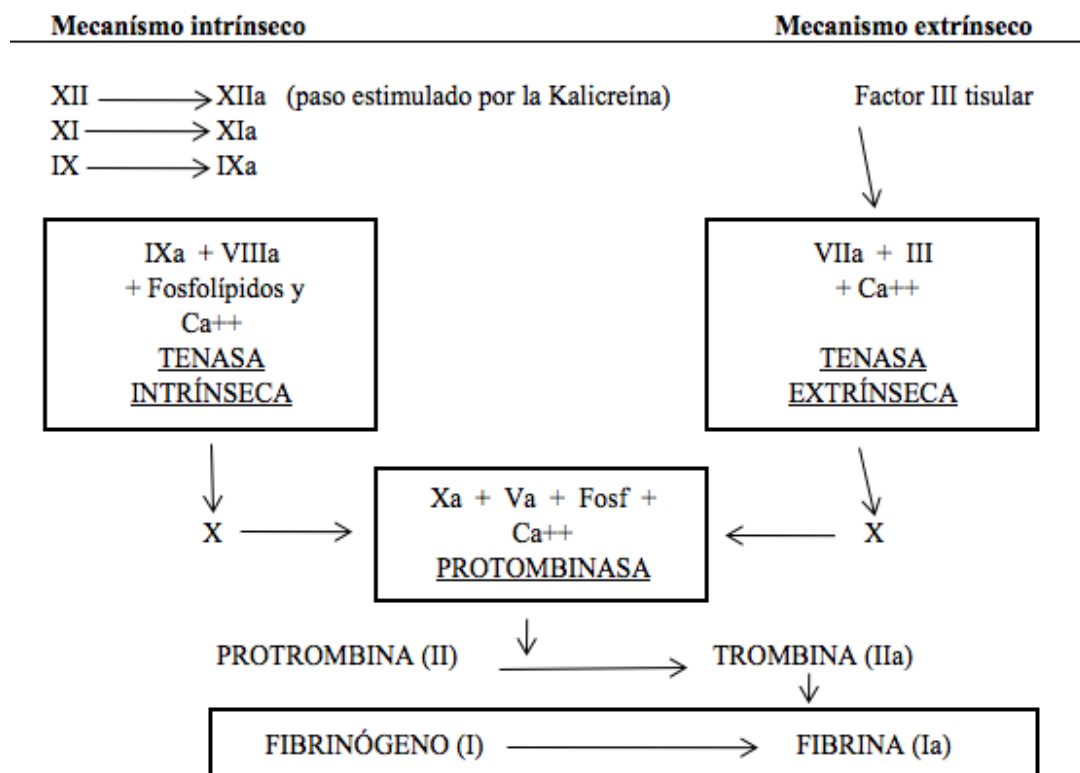 Mecanísmo intrínseco
Mecanismo extrínseco
XII XIIa (paso estimulado por la Kalicreína)
Factor III tisular
XI XIa
IX IXa
IXa + VIIIa
+ Fosfolípidos y
Ca++
TENASA
INTRÍNSECA
VIIa + III
+ Ca++
TENASA
EXTRÍNSECA
X
Xa + Va + Fosf +
Ca++
PROTOMBINASA
X
PROTROMBINA (II)
TROMBINA (IIa)
FIBRINÓGENO (I)
FIBRINA (Ia)